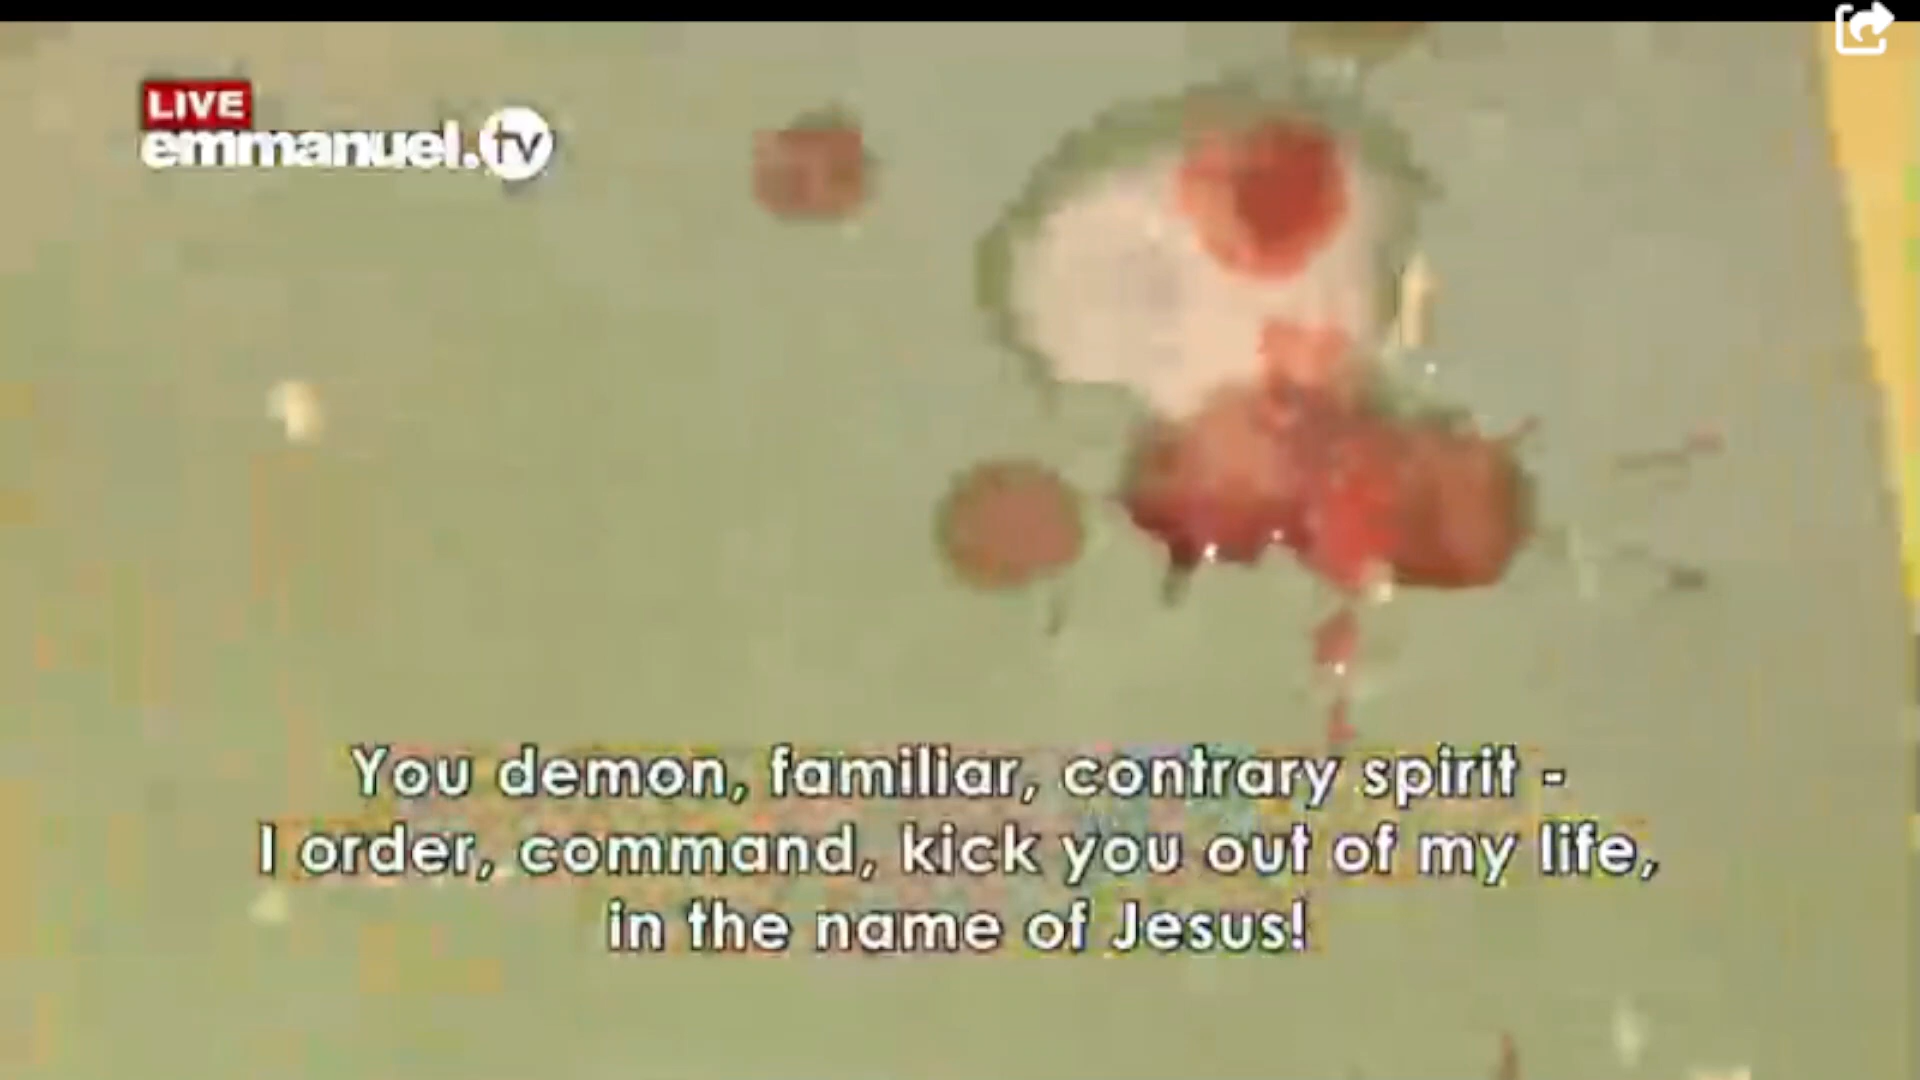 LIVE
emmanuel.tv
You demon, familiar, contrary spirit -
I order, command, kick you out of my life,
in the name of Jesus!